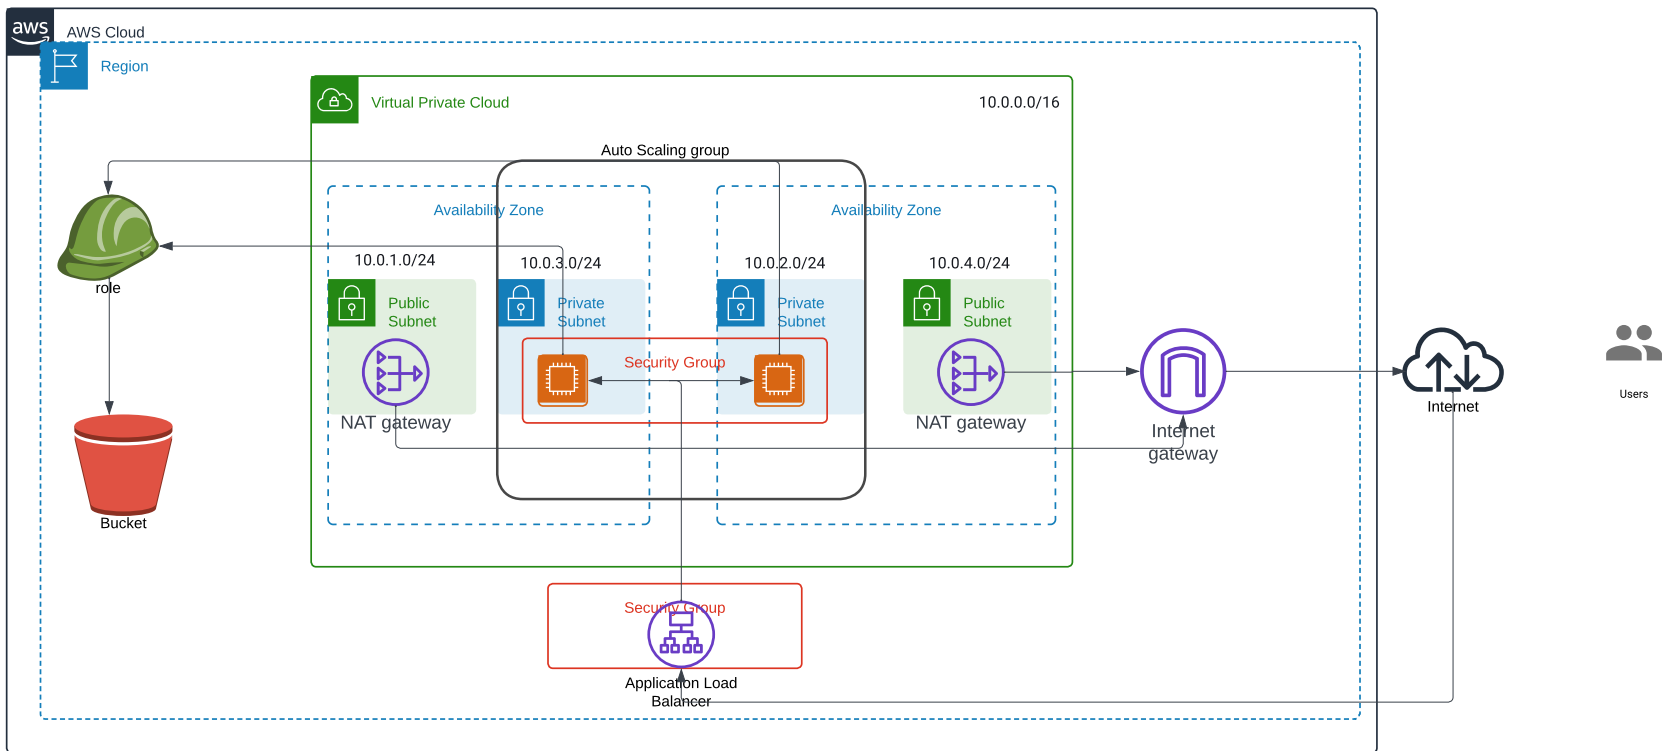 aws
AWS Cloud
Region
Virtual Private Cloud
10.0.0.0/16
Auto Scaling group
Availability Zone
Availability Zone
10.0.1.0/24
10.0.3.0/24
10.0.2.0/24
10.0.4.0/24
Public
Subnet
Private
Subnet
Private
Subnet
Public
Subnet
Security Group
role
NAT gateway
NAT gateway
Internet
gateway
Internet
Users
Bucket
Security Group
Application Load
Balancer